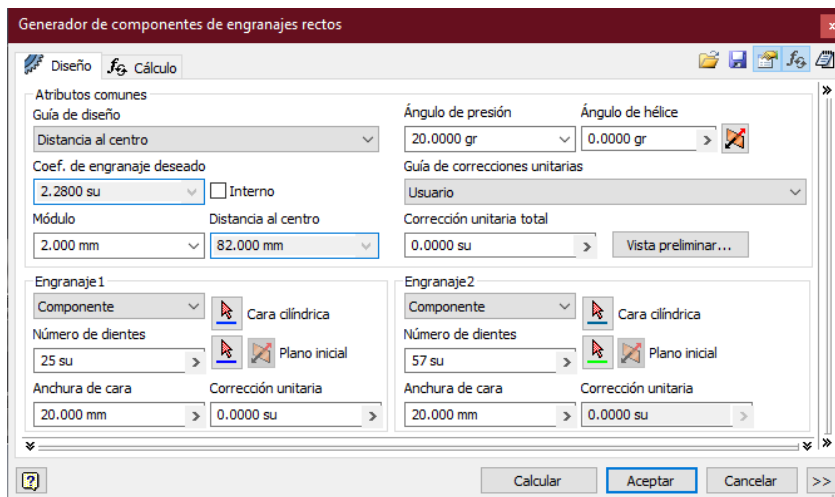 Generador de componentes de engranajes rectos
x
Diseño
fG Cálculo
Atributos comunes
Guía de diseño
Distancia al centro
Ángulo de presión
Ángulo de hélice
20.0000 gr
0.0000 gr
>
Coef. de engranaje deseado
2.2800 su
Interno
Guía de correcciones unitarias
Usuario
Módulo
Distancia al centro
2.000 mm
82.000 mm
Corrección unitaria total
0.0000 su
>
Vista preliminar...
Engranaje1
Componente
Cara cilíndrica
Número de dientes
25 su
>
Plano inicial
Anchura de cara
Corrección unitaria
20.000 mm
>
0.0000 su
>
Engranaje2
Componente
Cara cilíndrica
Número de dientes
57 su
>
Plano inicial
Anchura de cara
Corrección unitaria
20.000 mm
>
0.0000 su
>
?
Calcular
Aceptar
Cancelar
>>